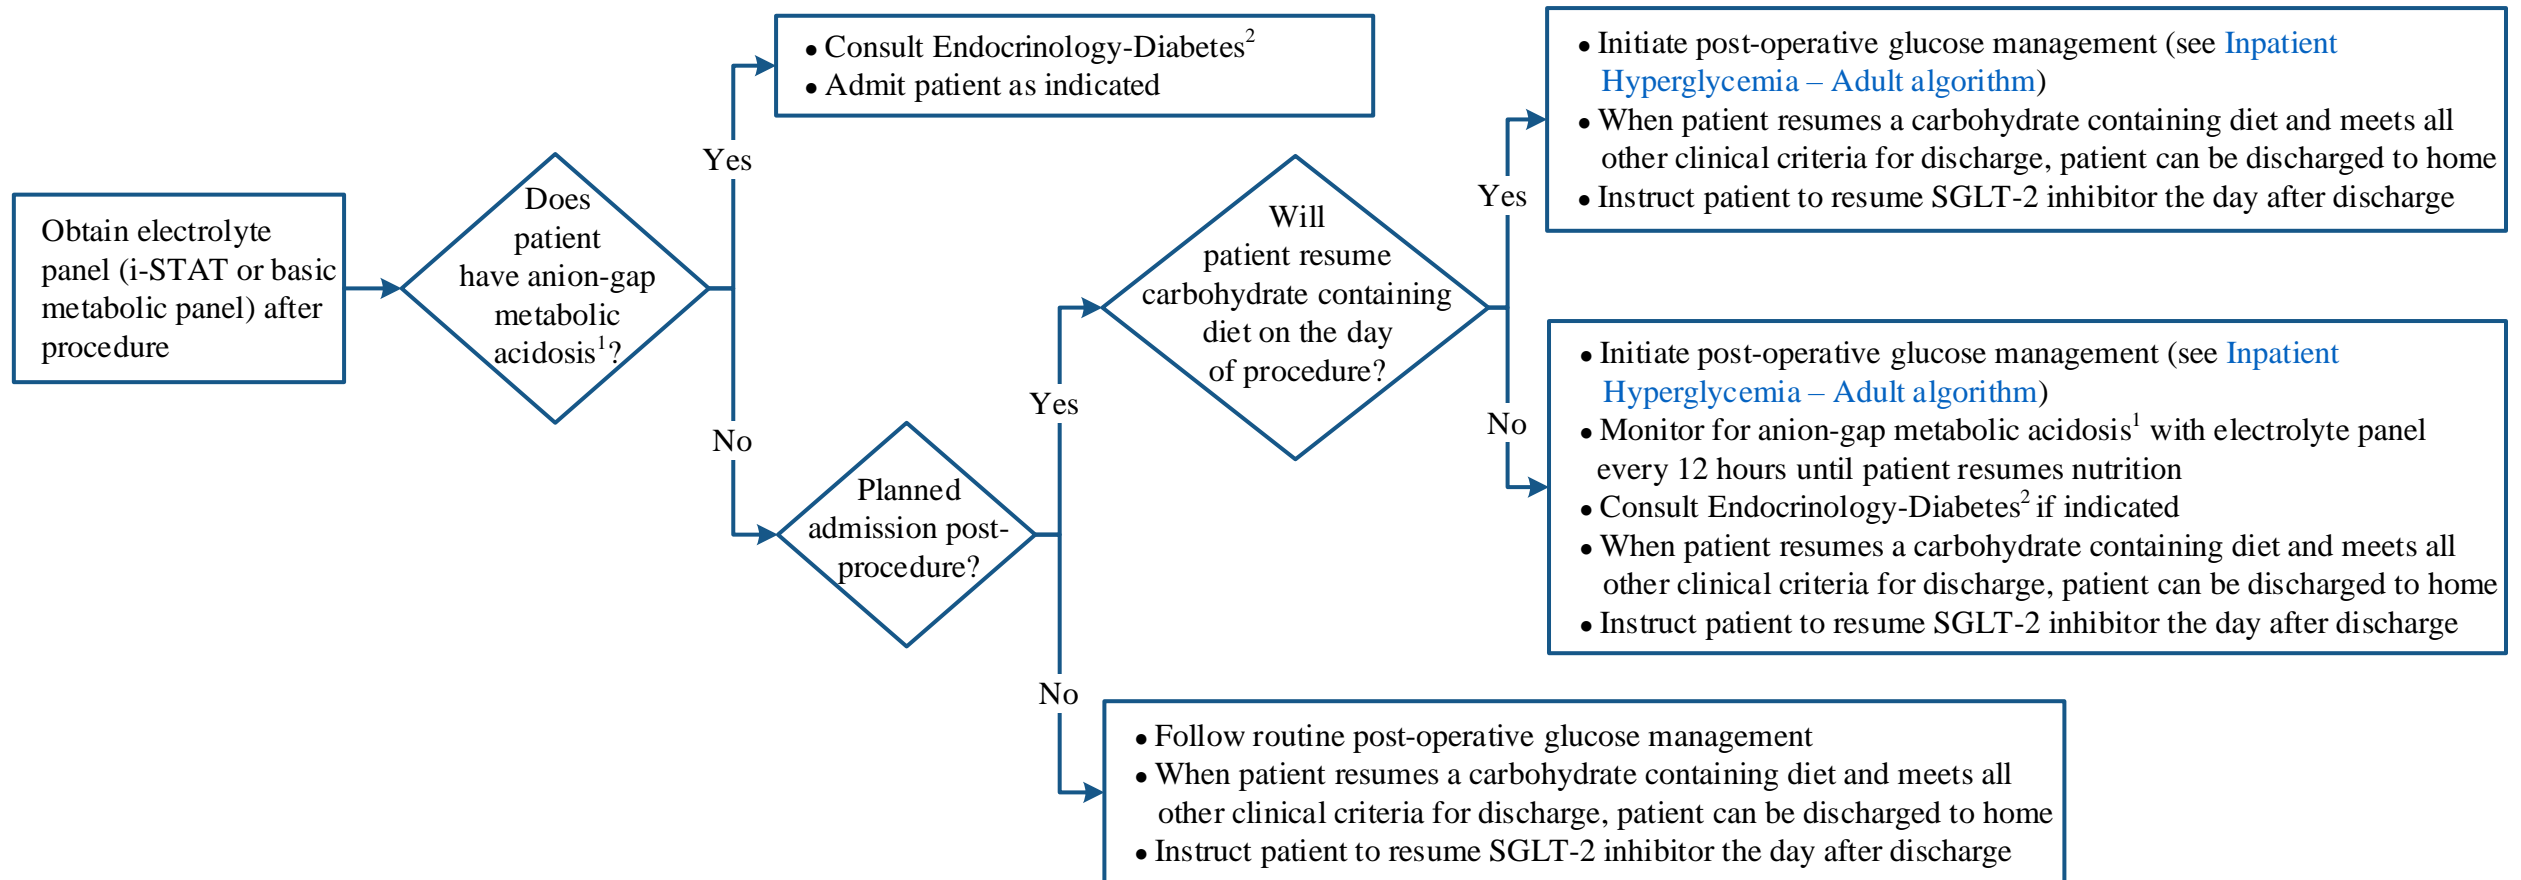 Obtain electrolyte
panel (i-STAT or basic
metabolic panel) after
procedure
Does
patient
have anion-gap
metabolic
acidosis¹?
Yes
• Consult Endocrinology-Diabetes²
• Admit patient as indicated
No
Planned
admission post-
procedure?
Yes
Will
patient resume
carbohydrate containing
diet on the day
of procedure?
Yes
• Initiate post-operative glucose management (see Inpatient
Hyperglycemia – Adult algorithm)
• When patient resumes a carbohydrate containing diet and meets all
other clinical criteria for discharge, patient can be discharged to home
• Instruct patient to resume SGLT-2 inhibitor the day after discharge
No
• Initiate post-operative glucose management (see Inpatient
Hyperglycemia – Adult algorithm)
• Monitor for anion-gap metabolic acidosis¹ with electrolyte panel
every 12 hours until patient resumes nutrition
• Consult Endocrinology-Diabetes² if indicated
• When patient resumes a carbohydrate containing diet and meets all
other clinical criteria for discharge, patient can be discharged to home
• Instruct patient to resume SGLT-2 inhibitor the day after discharge
No
• Follow routine post-operative glucose management
• When patient resumes a carbohydrate containing diet and meets all
other clinical criteria for discharge, patient can be discharged to home
• Instruct patient to resume SGLT-2 inhibitor the day after discharge